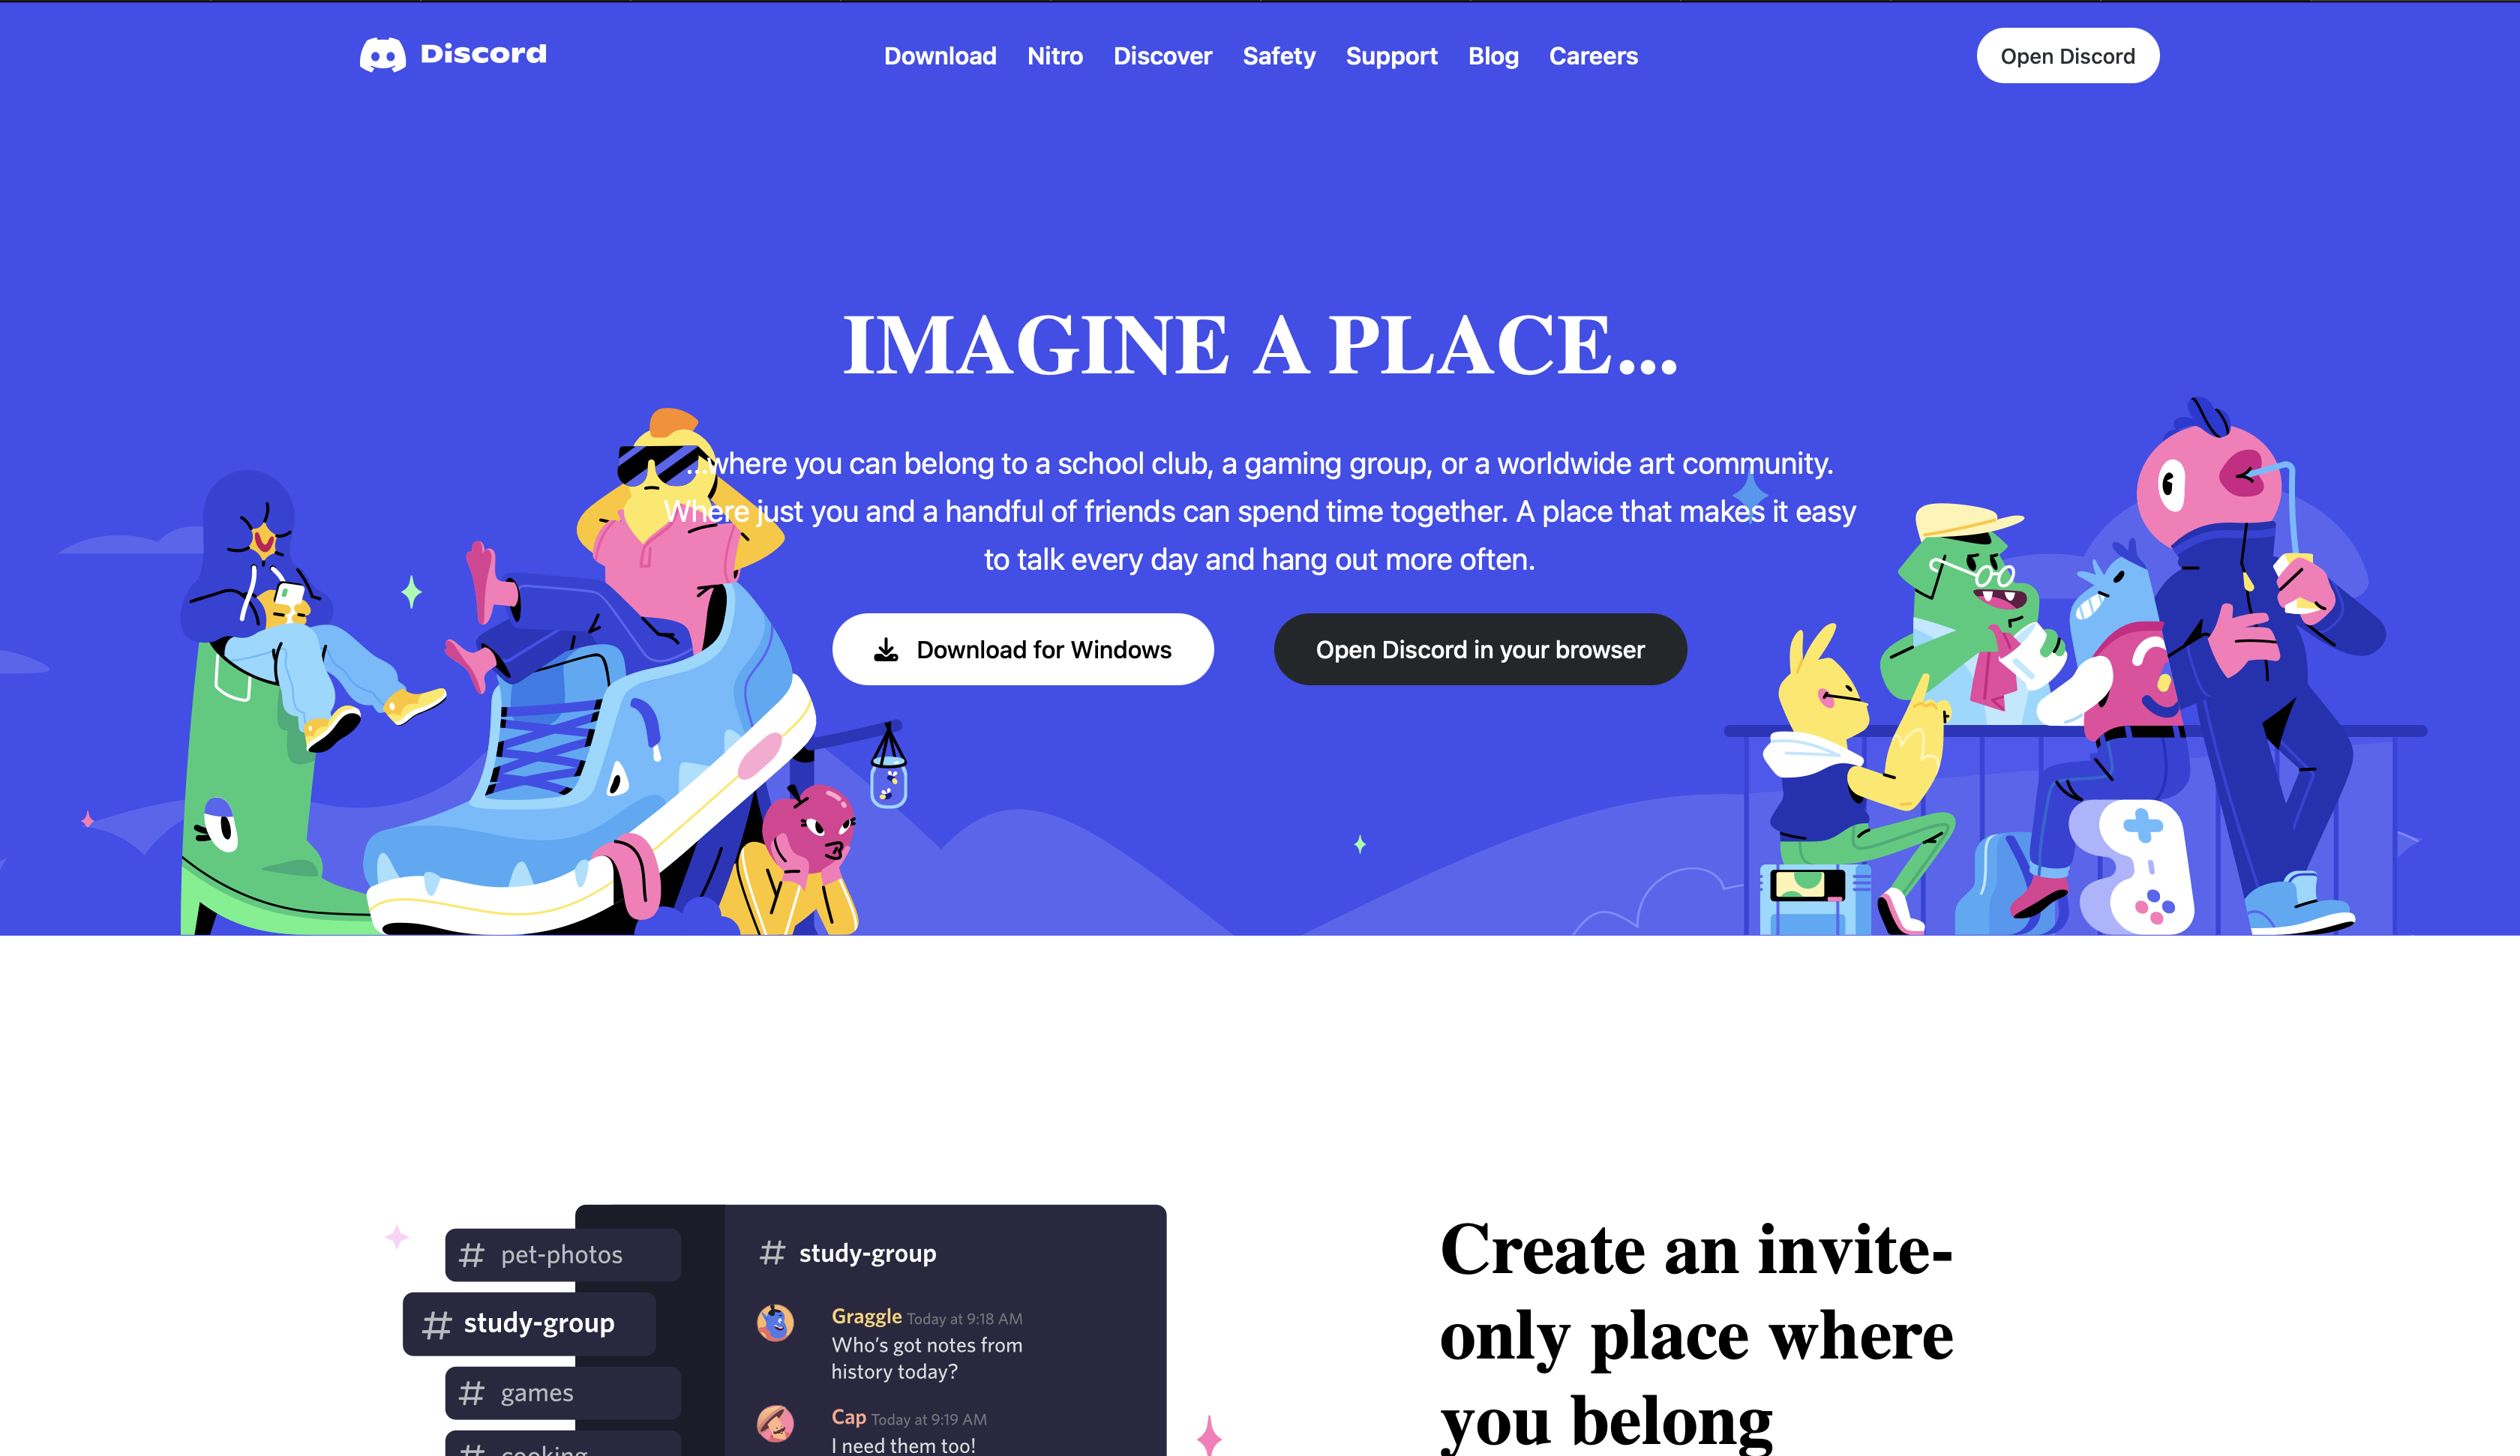 Discord
Download Nitro Discover Safety Support Blog Careers
Open Discord
IMAGINE A PLACE...
...where you can belong to a school club, a gaming group, or a worldwide art community.
Where just you and a handful of friends can spend time together. A place that makes it easy
to talk every day and hang out more often.
Download for Windows
Open Discord in your browser
# pet-photos
# study-group
# games
# cooking
# study-group
Graggle Today at 9:18 AM
Who’s got notes from
history today?
Cap Today at 9:19 AM
I need them too!
Create an invite-
only place where
you belong